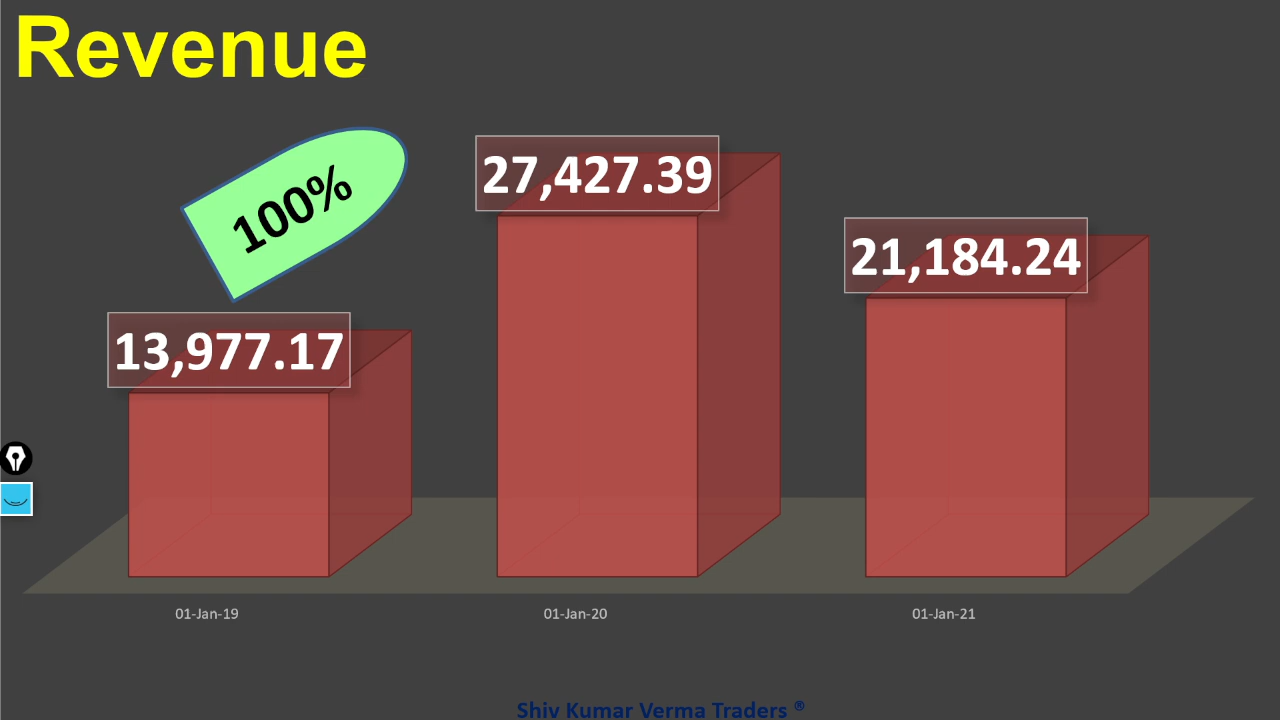 Revenue
100%
27,427.39
21,184.24
13,977.17
01-Jan-19
01-Jan-20
01-Jan-21
Shiv Kumar Verma Traders ®